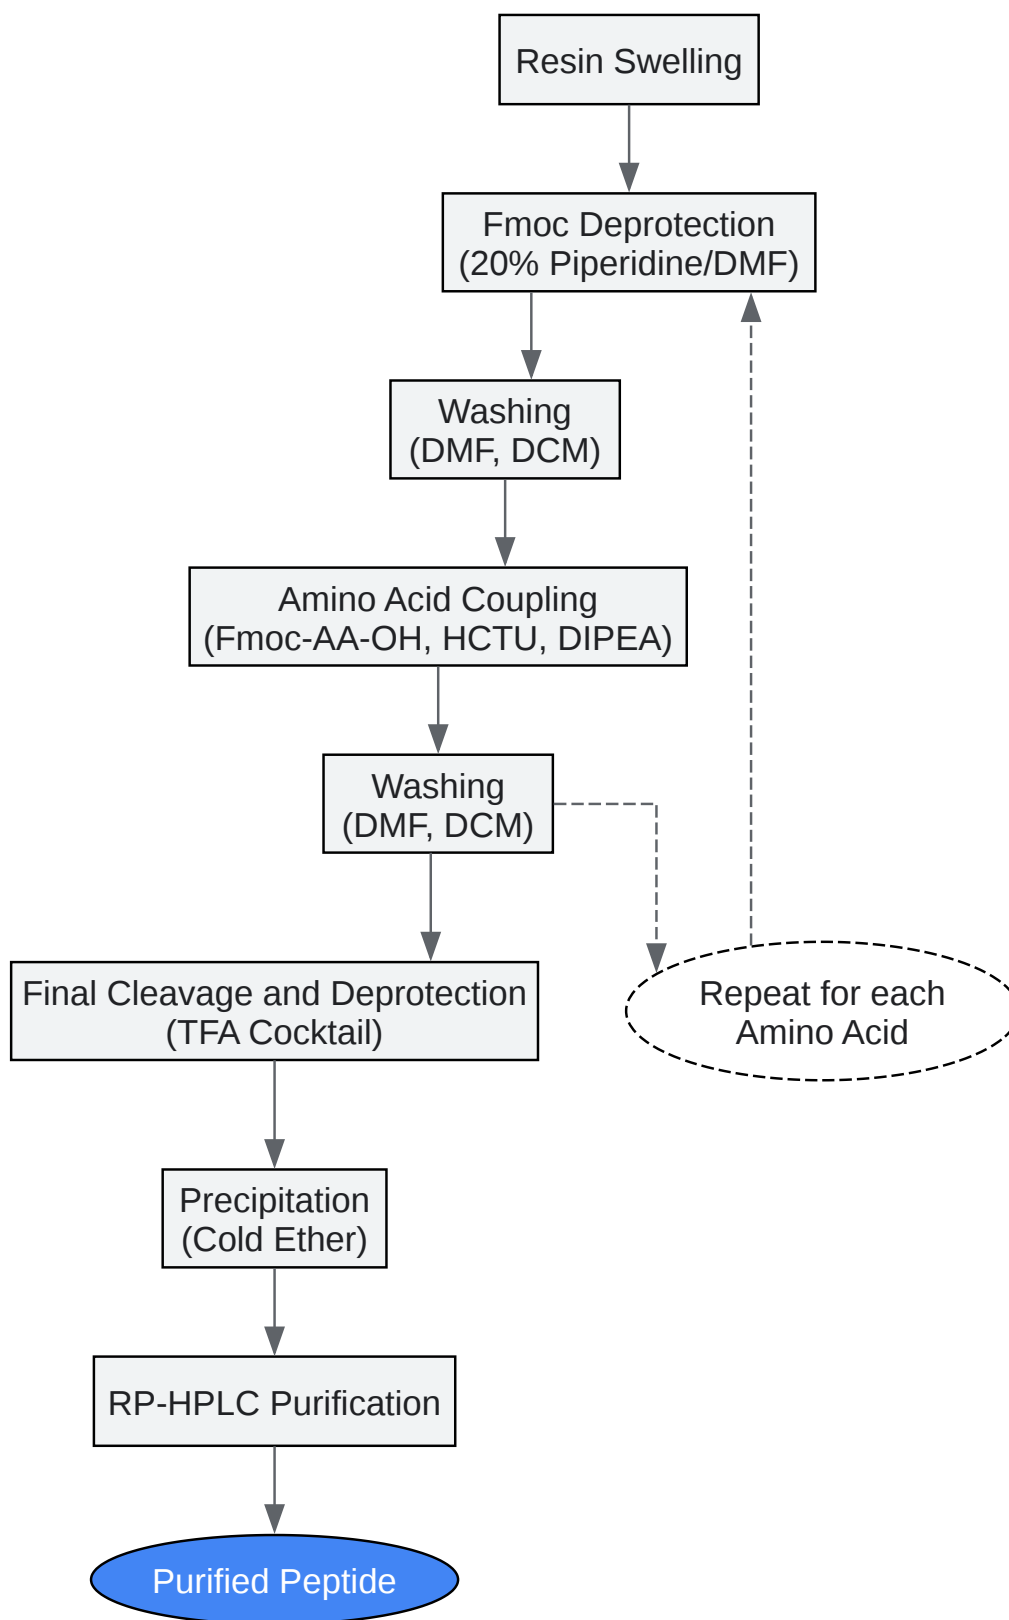 Resin Swelling
Fmoc Deprotection
(20% Piperidine/DMF)
Washing
(DMF, DCM)
Amino Acid Coupling
(Fmoc-AA-OH, HCTU, DIPEA)
Washing
(DMF, DCM)
Final Cleavage and Deprotection
(TFA Cocktail)
Repeat for each
Amino Acid
Precipitation
(Cold Ether)
RP-HPLC Purification
Purified Peptide